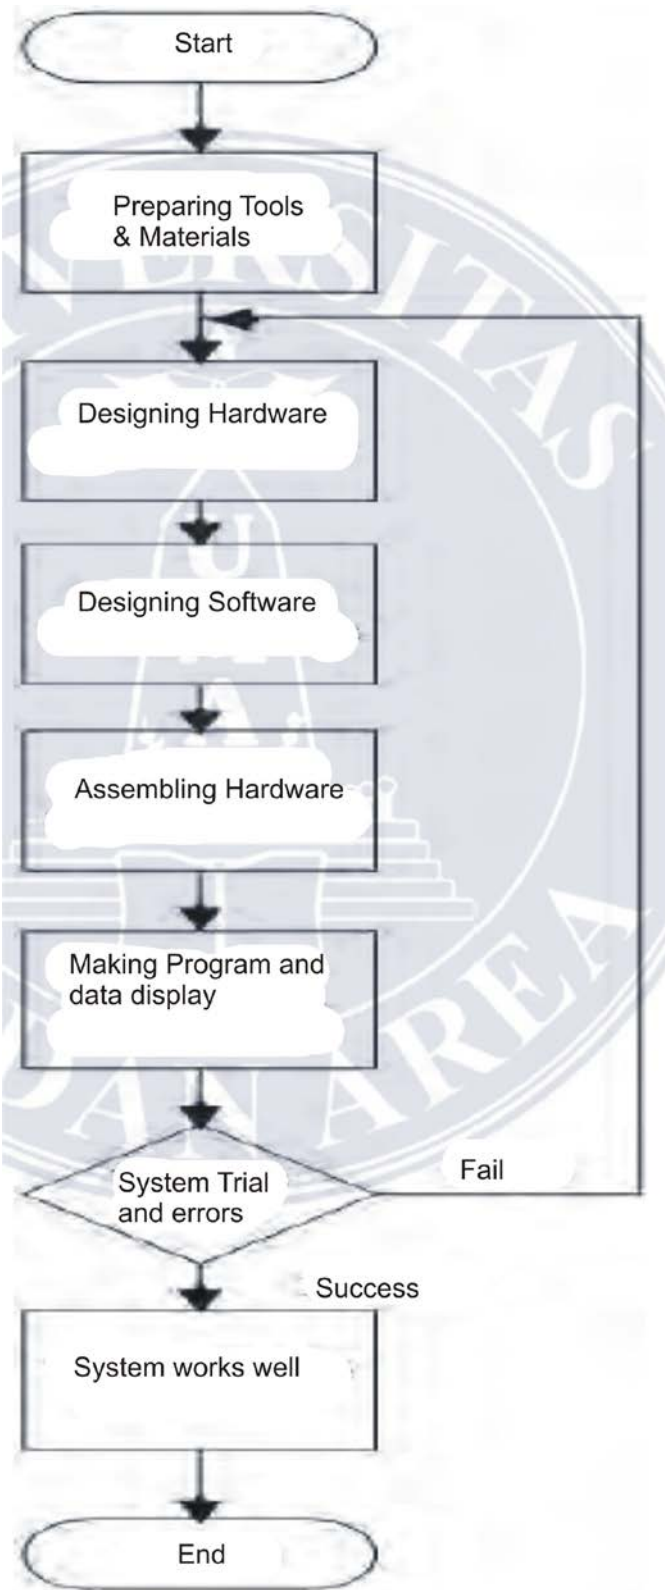 Start
Preparing Tools
& Materials
Designing Hardware
Designing Software
Assembling Hardware
Making Program and
data display
System Trial
and errors
Fail
Success
System works well
End